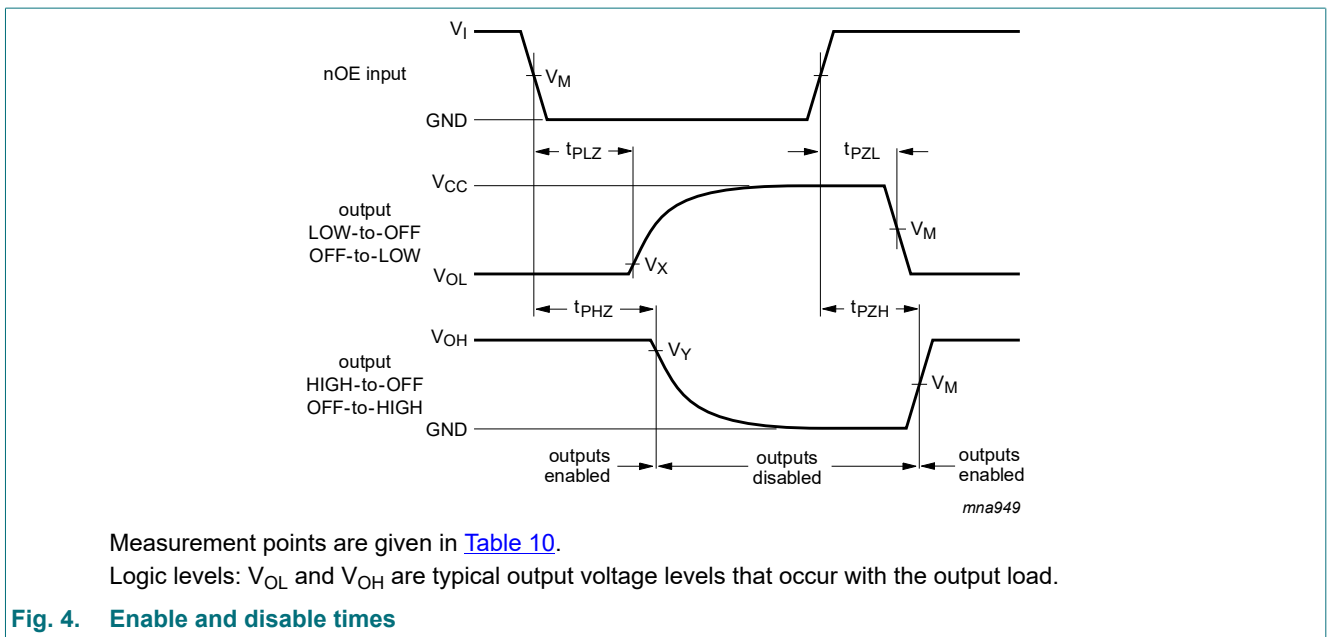 V_I
nOE input
V_M
GND
t_PLZ
t_PZL
V_CC
output
LOW-to-OFF
OFF-to-LOW
V_M
V_X
V_OL
t_PHZ
t_PZH
V_OH
output
HIGH-to-OFF
OFF-to-HIGH
V_Y
V_M
GND
outputs
enabled
outputs
disabled
outputs
enabled
mna949
Measurement points are given in Table 10.
Logic levels: V_OL and V_OH are typical output voltage levels that occur with the output load.
Fig. 4. Enable and disable times